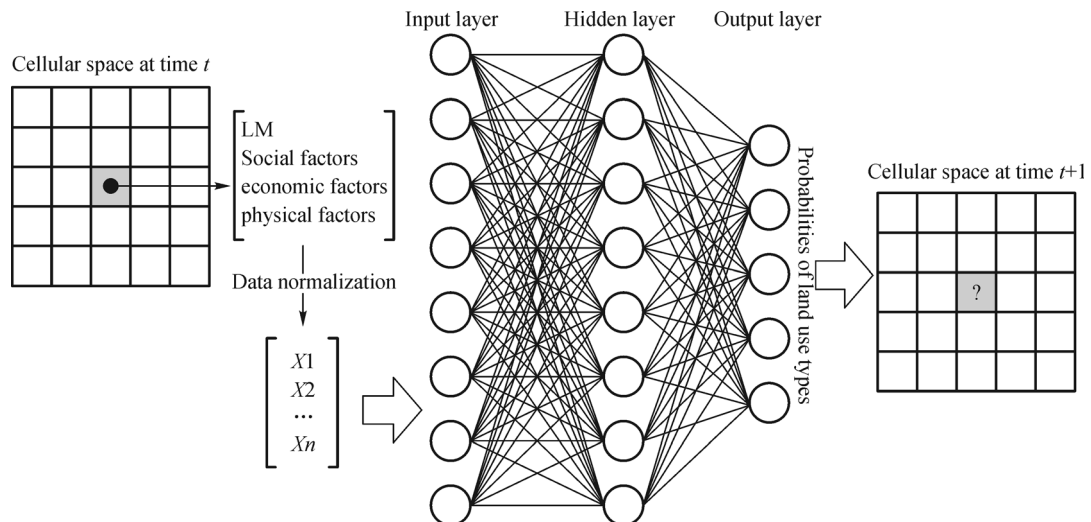 Input layer
Hidden layer
Output layer
Cellular space at time t
LM
Social factors
economic factors
physical factors
Data normalization
X1
X2
...
Xn
Probabilities of land use types
Cellular space at time t+1
?